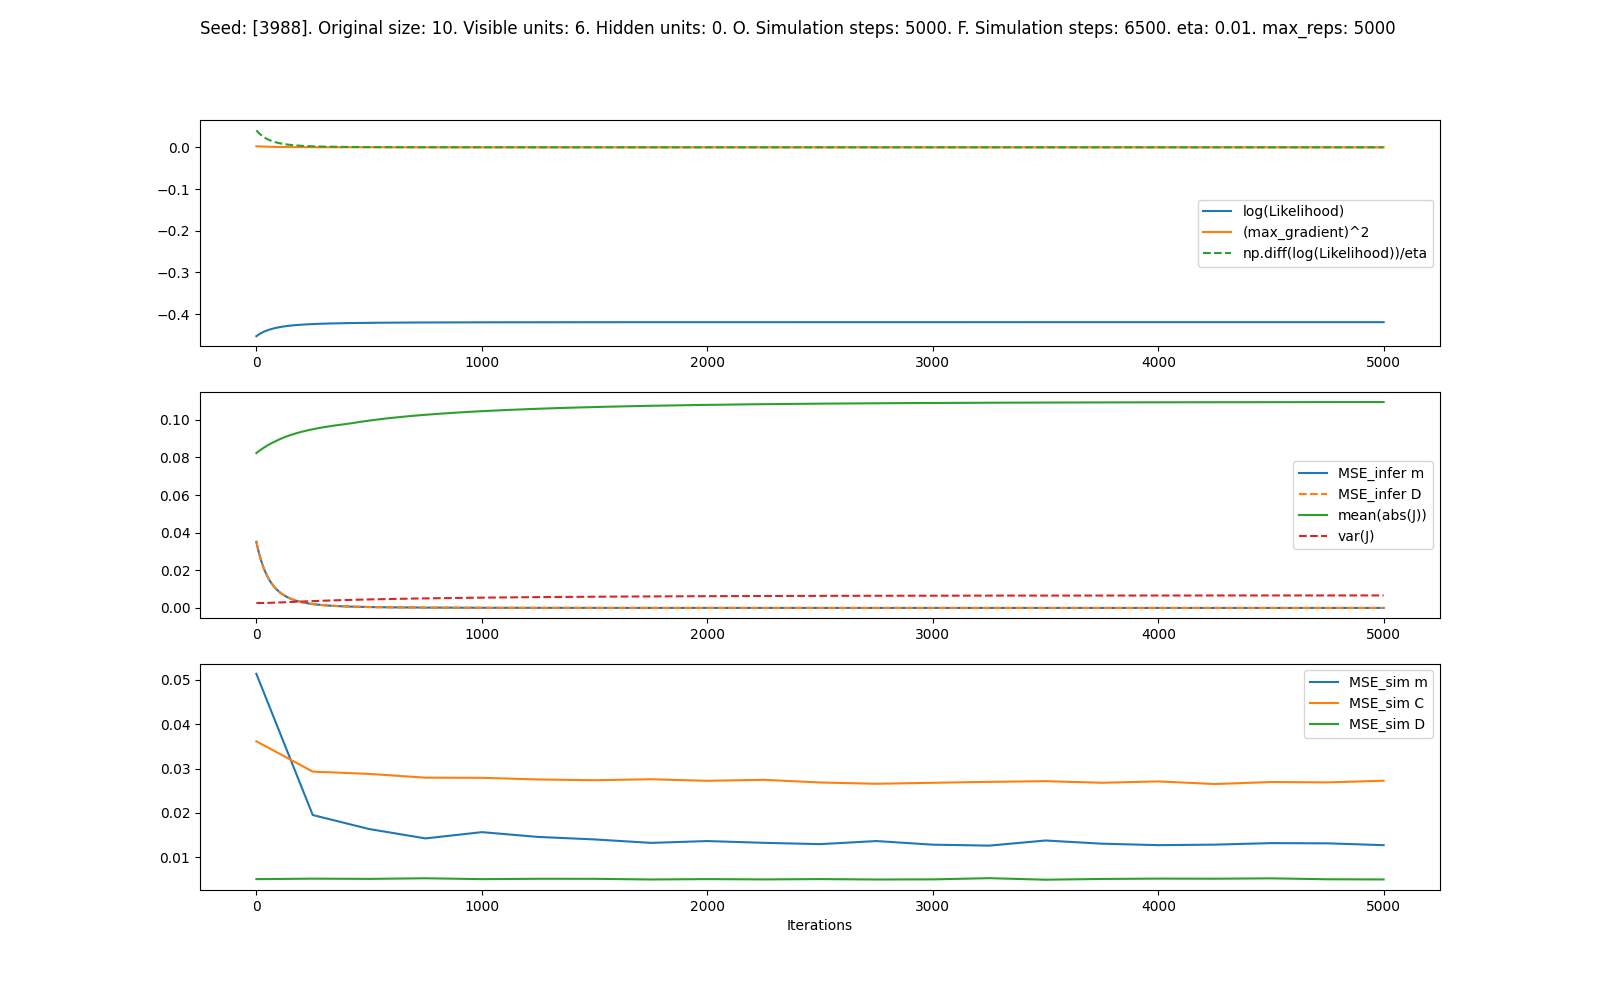 Seed: [3988]. Original size: 10. Visible units: 6. Hidden units: 0. O. Simulation steps: 5000. F. Simulation steps: 6500. eta: 0.01. max_reps: 5000
0.0
−0.1
−0.2
−0.3
−0.4
log(Likelihood)
(max_gradient)^2
np.diff(log(Likelihood))/eta
0 1000 2000 3000 4000 5000
0.10
0.08
0.06
0.04
0.02
0.00
MSE_infer m
MSE_infer D
mean(abs(J))
var(J)
0 1000 2000 3000 4000 5000
0.05
0.04
0.03
0.02
0.01
MSE_sim m
MSE_sim C
MSE_sim D
0 1000 2000 3000 4000 5000
Iterations